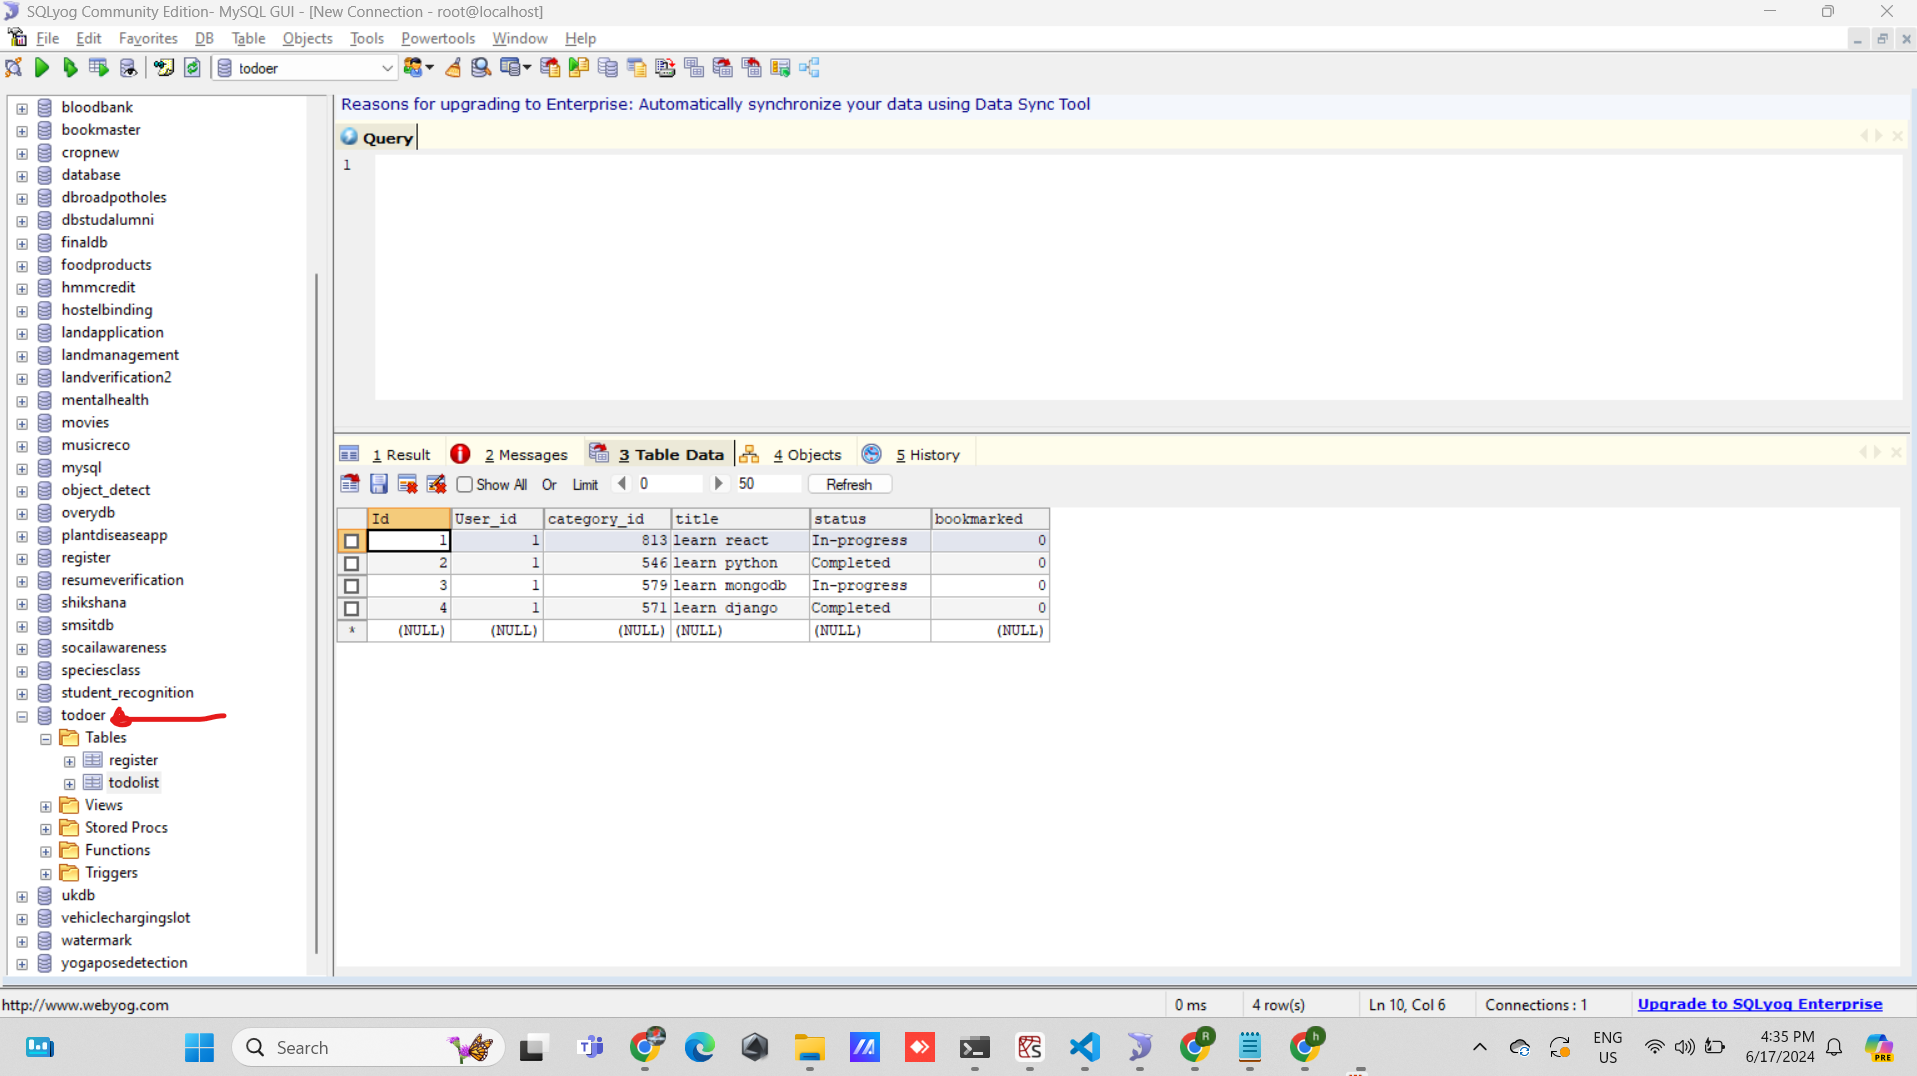 SQLyog Community Edition- MySQL GUI - [New Connection - root@localhost]
File Edit Favorites DB Table Objects Tools Powertools Window Help
todoer
bloodbank
bookmaster
cropnew
database
dbroadpotholes
dbstudalumni
finaldb
foodproducts
hmmcredit
hostelbinding
landapplication
landmanagement
landverification2
mentalhealth
movies
musicreco
mysql
object_detect
overydb
plantdiseaseapp
register
resumeverification
shikshana
smsitdb
socailawareness
speciesclass
student_recognition
todoer
Tables
register
todolist
Views
Stored Procs
Functions
Triggers
ukdb
vehiclechargingslot
watermark
yogaposedetection
Reasons for upgrading to Enterprise: Automatically synchronize your data using Data Sync Tool
Query
1
1 Result 2 Messages 3 Table Data 4 Objects 5 History
Show All Or Limit 0 50 Refresh
Id User_id category_id title status bookmarked
1 1 813 learn react In-progress 0
2 1 546 learn python Completed 0
3 1 579 learn mongodb In-progress 0
4 1 571 learn django Completed 0
* (NULL) (NULL) (NULL) (NULL) (NULL) (NULL)
http://www.webyog.com 0 ms 4 row(s) Ln 10, Col 6 Connections : 1 Upgrade to SQLyog Enterprise
Search R h ENG 4:35 PM
US 6/17/2024 PRE